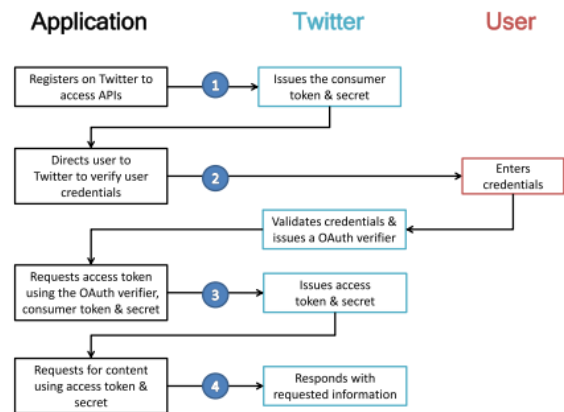 Application
Twitter
User
Registers on Twitter to
access APIs
1
Issues the consumer
token & secret
Directs user to
Twitter to verify user
credentials
2
Enters
credentials
Validates credentials &
issues a OAuth verifier
Requests access token
using the OAuth verifier,
consumer token & secret
3
Issues access
token & secret
Requests for content
using access token &
secret
4
Responds with
requested information